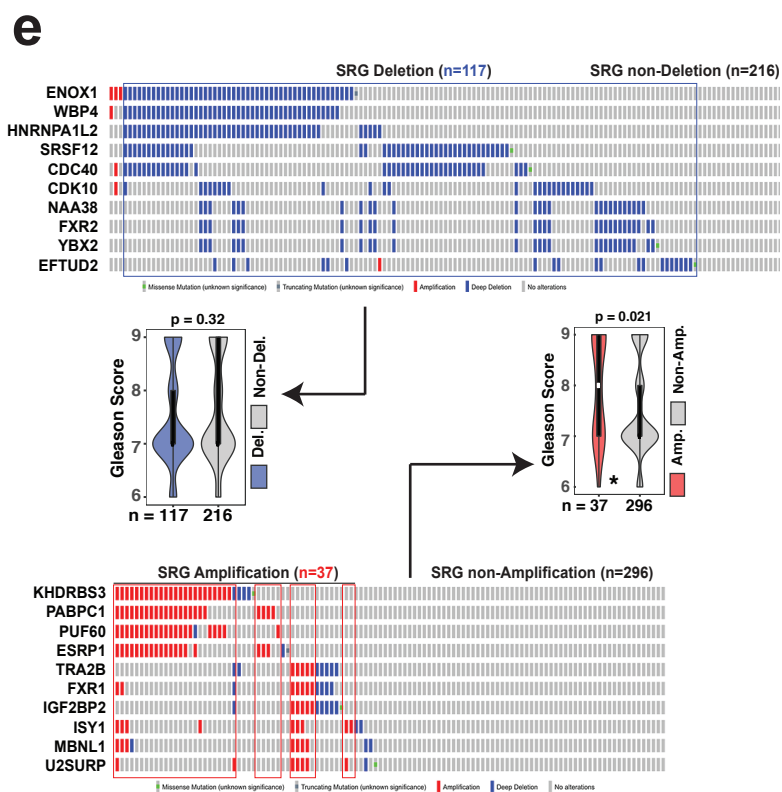 e
SRG Deletion (n=117) SRG non-Deletion (n=216)
ENOX1
WBP4
HNRNPA1L2
SRSF12
CDC40
CDK10
NAA38
FXR2
YBX2
EFTUD2
Missense Mutation (unknown significance) Truncating Mutation (unknown significance) Amplification Deep Deletion No alterations
p = 0.32
9
8
7
6
Gleason Score
Del. Non-Del.
n = 117 216
p = 0.021
9
8
7
6
Gleason Score
Amp. Non-Amp.
*
n = 37 296
SRG Amplification (n=37) SRG non-Amplification (n=296)
KHDRBS3
PABPC1
PUF60
ESRP1
TRA2B
FXR1
IGF2BP2
ISY1
MBNL1
U2SURP
Missense Mutation (unknown significance) Truncating Mutation (unknown significance) Amplification Deep Deletion No alterations